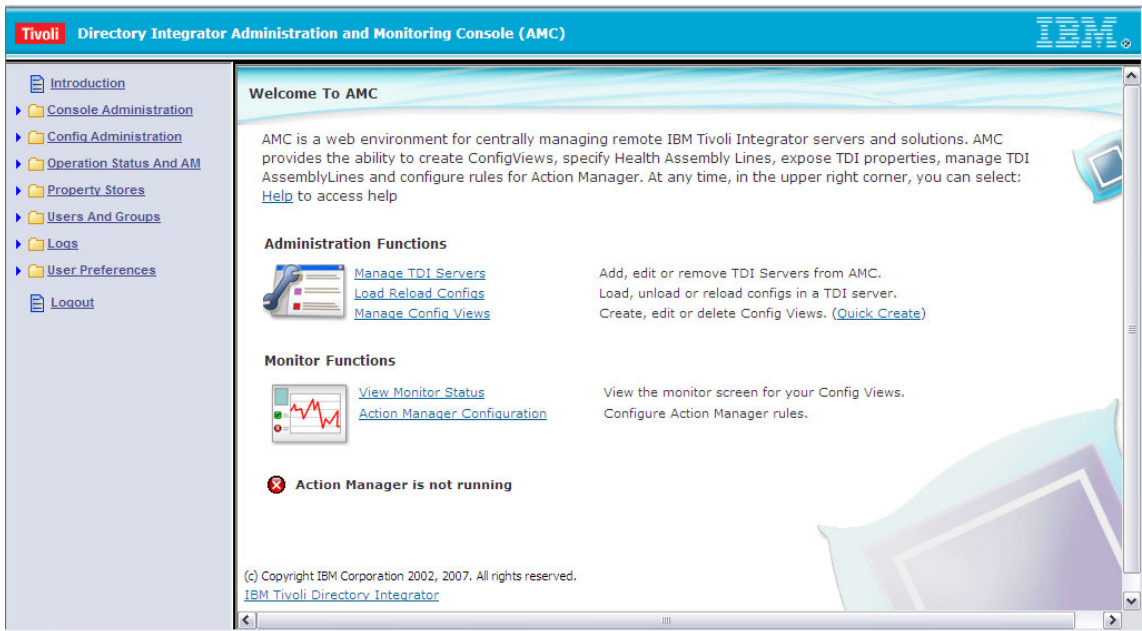 Tivoli Directory Integrator Administration and Monitoring Console (AMC)
IBM.
Introduction
Console Administration
Config Administration
Operation Status And AM
Property Stores
Users And Groups
Logs
User Preferences
Logout
Welcome To AMC
AMC is a web environment for centrally managing remote IBM Tivoli Integrator servers and solutions. AMC
provides the ability to create ConfigViews, specify Health Assembly Lines, expose TDI properties, manage TDI
AssemblyLines and configure rules for Action Manager. At any time, in the upper right corner, you can select:
Help to access help
Administration Functions
Manage TDI Servers Add, edit or remove TDI Servers from AMC.
Load Reload Configs Load, unload or reload configs in a TDI server.
Manage Config Views Create, edit or delete Config Views. (Quick Create)
Monitor Functions
View Monitor Status View the monitor screen for your Config Views.
Action Manager Configuration Configure Action Manager rules.
Action Manager is not running
(c) Copyright IBM Corporation 2002, 2007. All rights reserved.
IBM Tivoli Directory Integrator